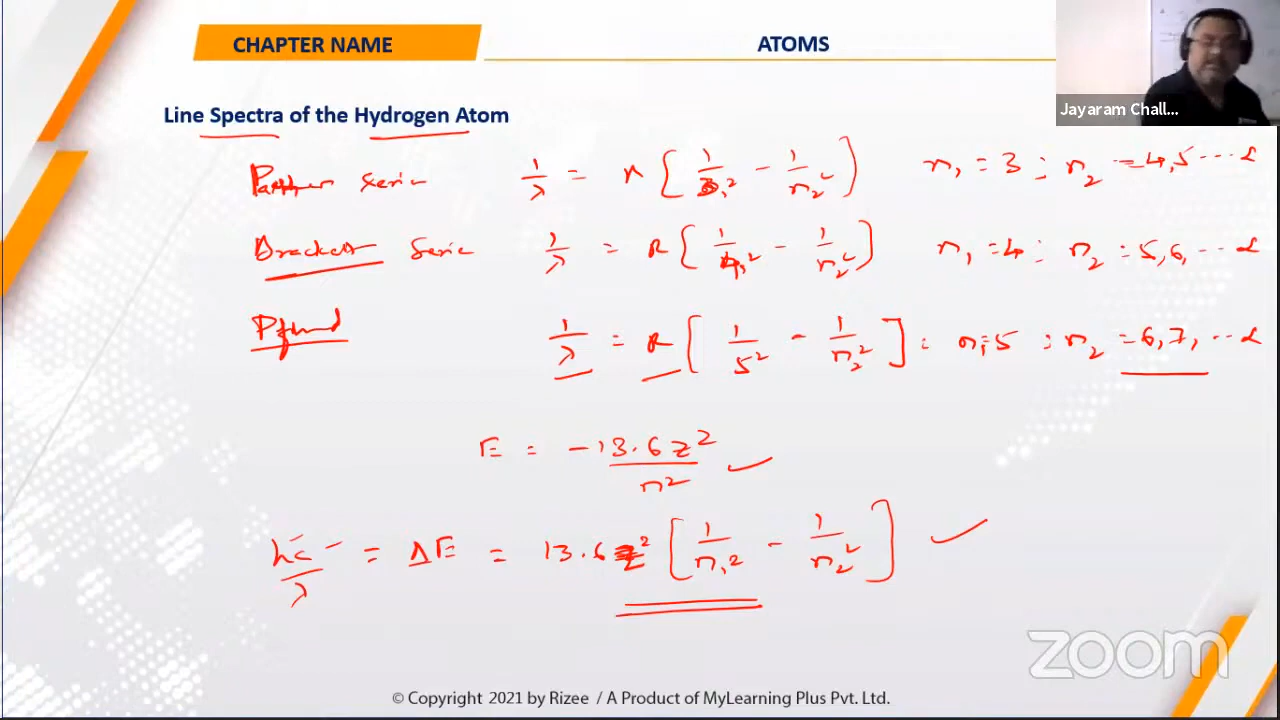 CHAPTER NAME ATOMS
Jayaram Chall...
Line Spectra of the Hydrogen Atom
series 1/λ = R [ 1/3² - 1/n₂² ] n₁ = 3 ; n₂ = 4,5 ... α
Brackett series 1/λ = R [ 1/4² - 1/n₂² ] n₁ = 4 ; n₂ = 5,6, ... α
Pfund 1/λ = R [ 1/5² - 1/n₂² ] : n₁ = 5 ; n₂ = 6,7, ... α
E = -13.6 z²/n²
hc/λ = ΔE = 13.6 z² [ 1/n₁² - 1/n₂² ]
zoom
© Copyright 2021 by Rizee / A Product of MyLearning Plus Pvt. Ltd.